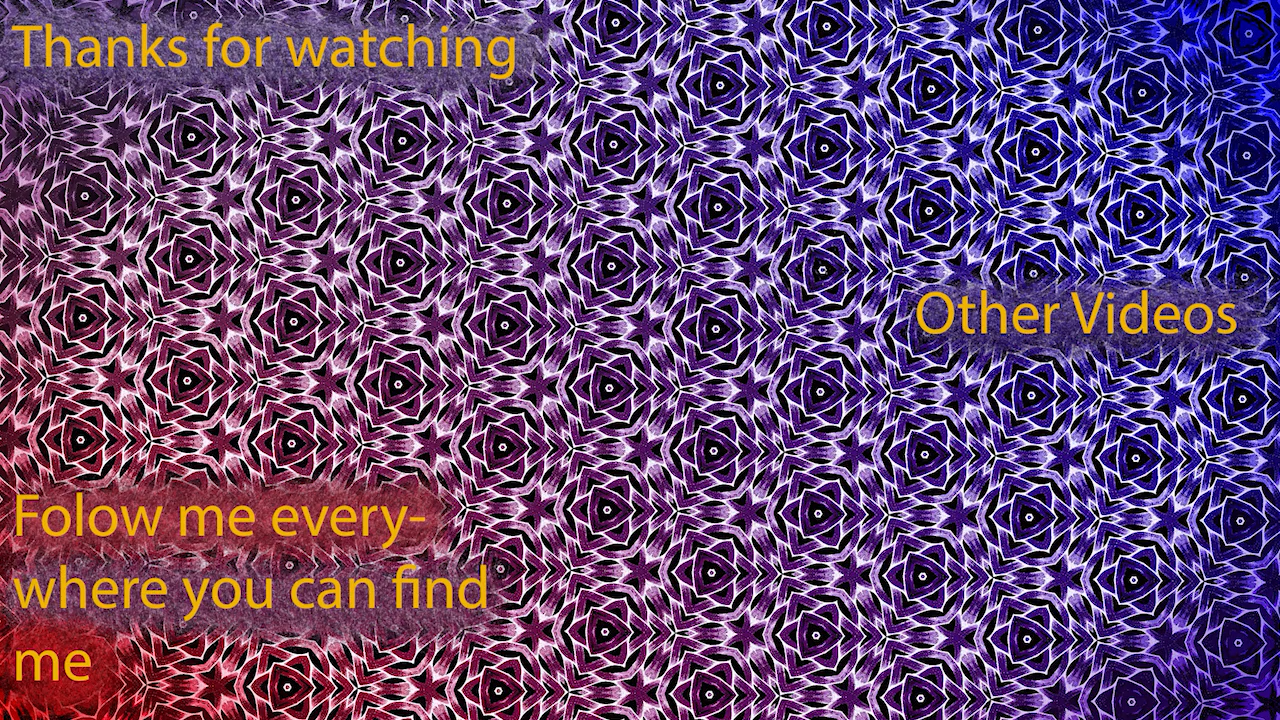 Thanks for watching
Other Videos
Folow me every-
where you can find
me